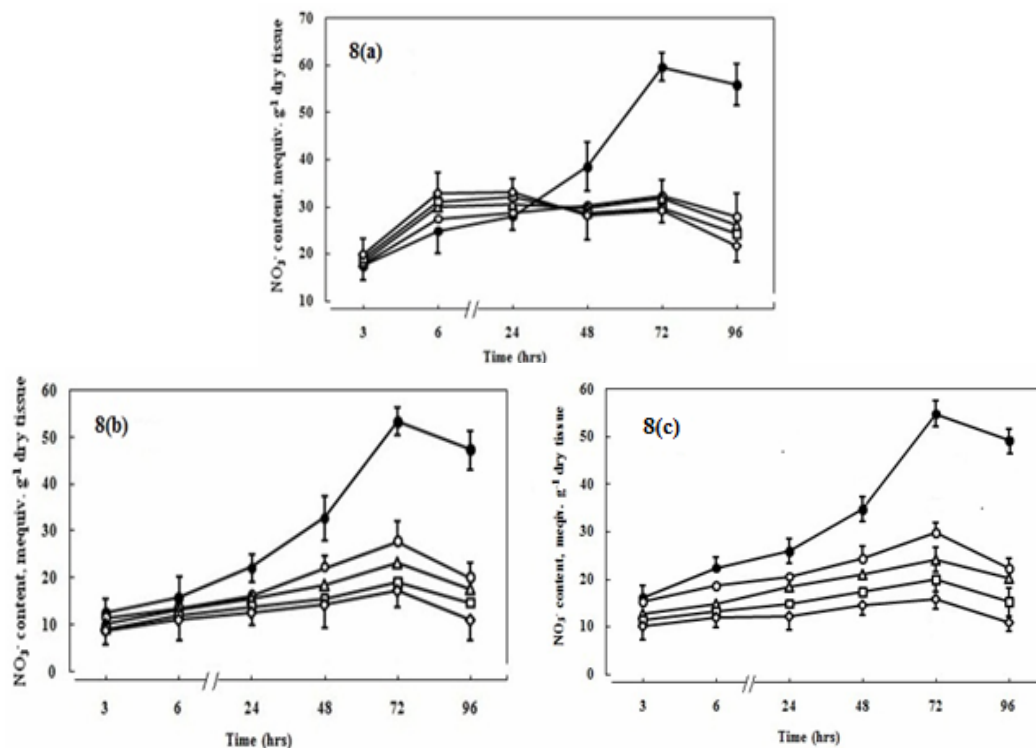 8(a)
NO₃⁻ content, mequiv. g⁻¹ dry tissue
70
60
50
40
30
20
10
3 6 24 48 72 96
Time (hrs)
8(b)
NO₃⁻ content, mequiv. g⁻¹ dry tissue
60
50
40
30
20
10
0
3 6 24 48 72 96
Time (hrs)
8(c)
NO₃⁻ content, meqiv. g⁻¹ dry tissue
60
50
40
30
20
10
0
3 6 24 48 72 96
Time (hrs)